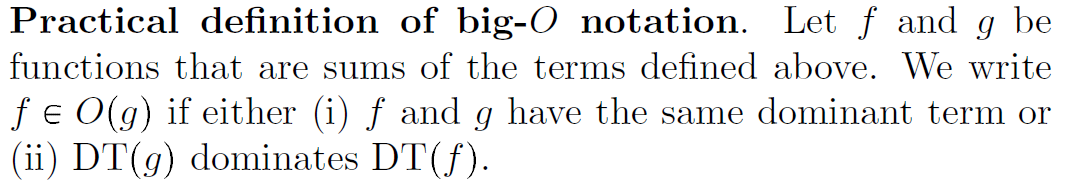 Practical definition of big-O notation. Let f and g be
functions that are sums of the terms defined above. We write
f ∈ O(g) if either (i) f and g have the same dominant term or
(ii) DT(g) dominates DT(f).